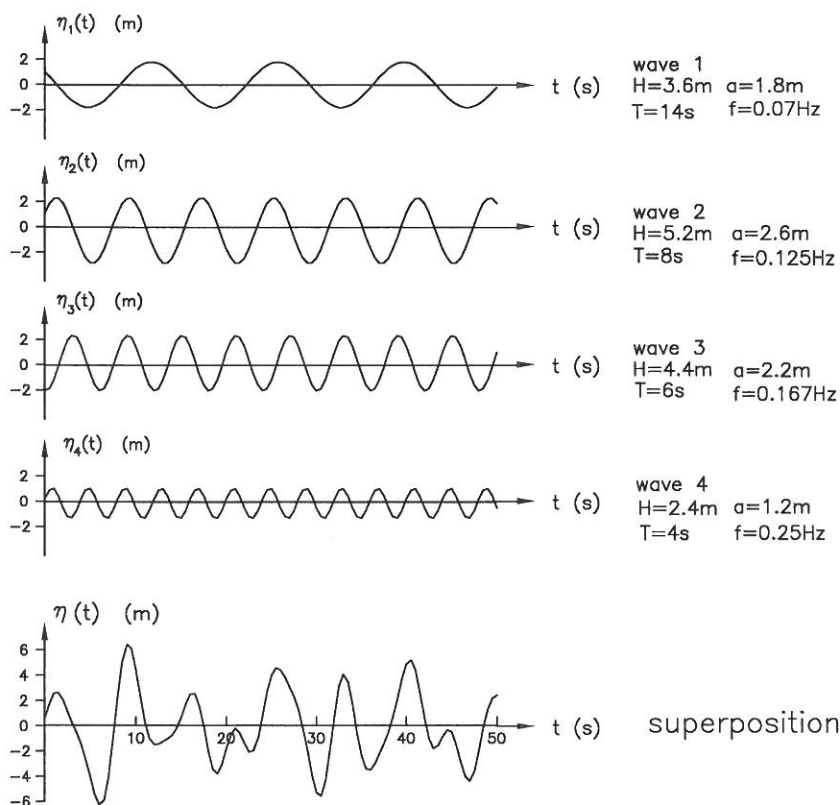 η₁(t) (m)
2
0
−2
t (s)
wave 1
H=3.6m a=1.8m
T=14s f=0.07Hz
η₂(t) (m)
2
0
−2
t (s)
wave 2
H=5.2m a=2.6m
T=8s f=0.125Hz
η₃(t) (m)
2
0
−2
t (s)
wave 3
H=4.4m a=2.2m
T=6s f=0.167Hz
η₄(t) (m)
2
0
−2
t (s)
wave 4
H=2.4m a=1.2m
T=4s f=0.25Hz
η (t) (m)
6
4
2
0
−2
−4
−6
10 20 30 40 50
t (s)
superposition